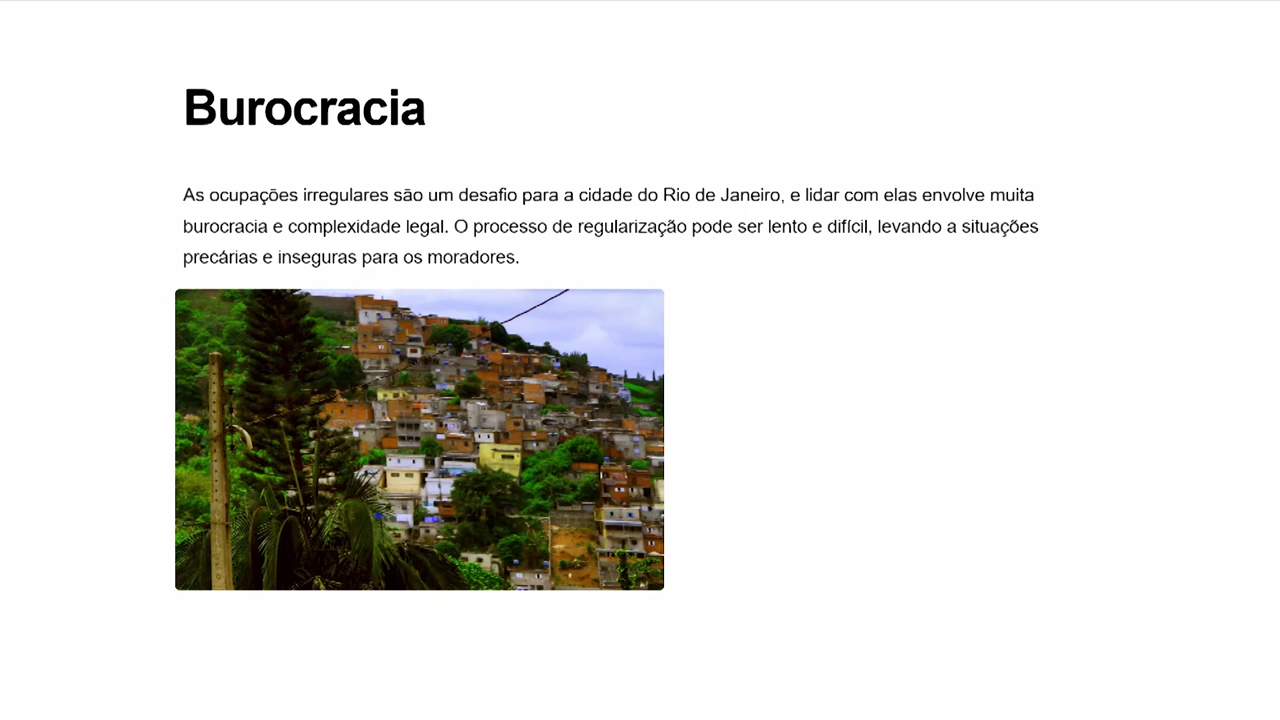 Burocracia
As ocupações irregulares são um desafio para a cidade do Rio de Janeiro, e lidar com elas envolve muita
burocracia e complexidade legal. O processo de regularização pode ser lento e difícil, levando a situações
precárias e inseguras para os moradores.